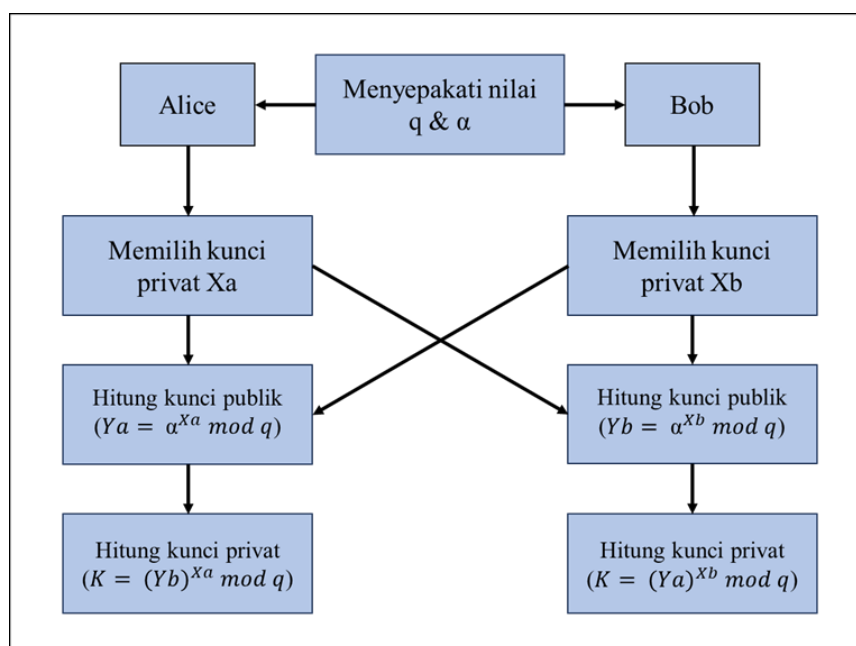 Alice
Menyepakati nilai
q & α
Bob
Memilih kunci
privat Xa
Memilih kunci
privat Xb
Hitung kunci publik
(Ya = α^Xa mod q)
Hitung kunci publik
(Yb = α^Xb mod q)
Hitung kunci privat
(K = (Yb)^Xa mod q)
Hitung kunci privat
(K = (Ya)^Xb mod q)